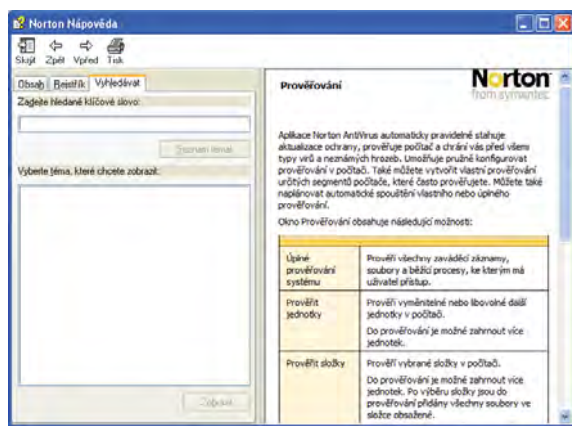 Norton Nápověda
Skrýt Zpět Vpřed Tisk
Obsah Rejstřík Vyhledávat
Zadejte hledané klíčové slovo:
Seznam témat
Vyberte téma, které chcete zobrazit:
Zobrazit
Prověřování
Norton
from symantec
Aplikace Norton AntiVirus automaticky pravidelně stahuje
aktualizace ochrany, prověřuje počítač a chrání vás před všemi
typy virů a neznámých hrozeb. Umožňuje pružně konfigurovat
prověřování v počítači. Také můžete vytvořit vlastní prověřování
určitých segmentů počítače, které často prověřujete. Můžete také
naplánovat automatické spouštění vlastního nebo úplného
prověřování.
Okno Prověřování obsahuje následující možnosti:
Úplné
prověřování
systému
Prověří všechny zaváděcí záznamy,
soubory a běžící procesy, ke kterým má
uživatel přístup.
Prověřit
jednotky
Prověří vyměnitelné nebo libovolné další
jednotky v počítači.
Do prověřování je možné zahrnout více
jednotek.
Prověřit složky
Prověří vybrané složky v počítači.
Do prověřování je možné zahrnout více
jednotek. Po výběru složky jsou do
prověřování přidány všechny soubory ve
složce obsažené.